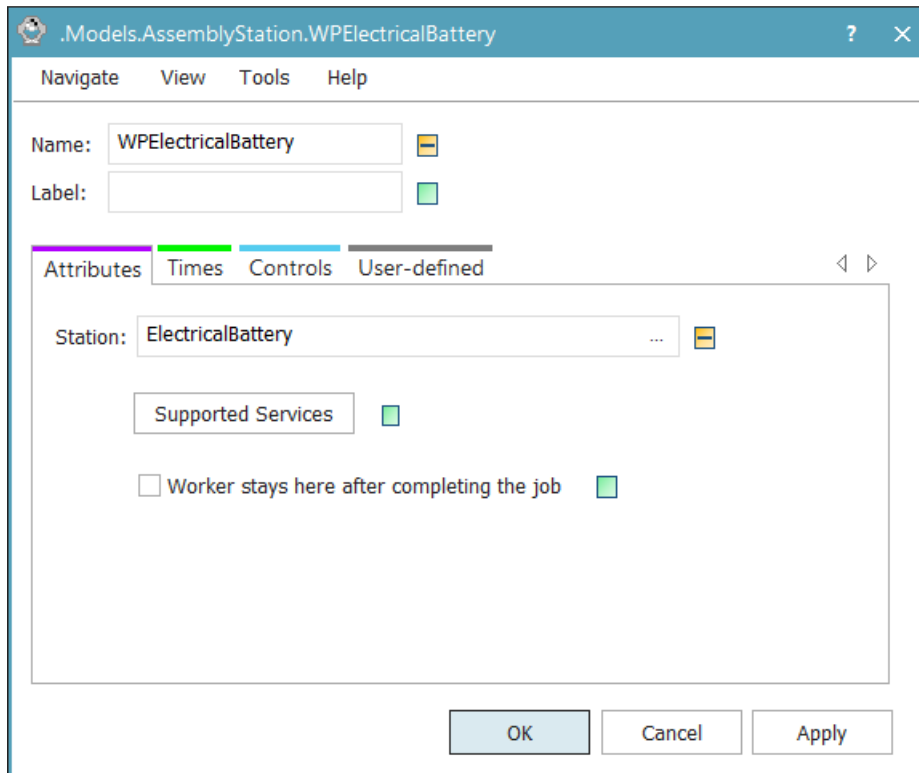 .Models.AssemblyStation.WPElectricalBattery ?
Navigate View Tools Help
Name: WPElectricalBattery
Label:
Attributes Times Controls User-defined
Station: ElectricalBattery ...
Supported Services
Worker stays here after completing the job
OK Cancel Apply